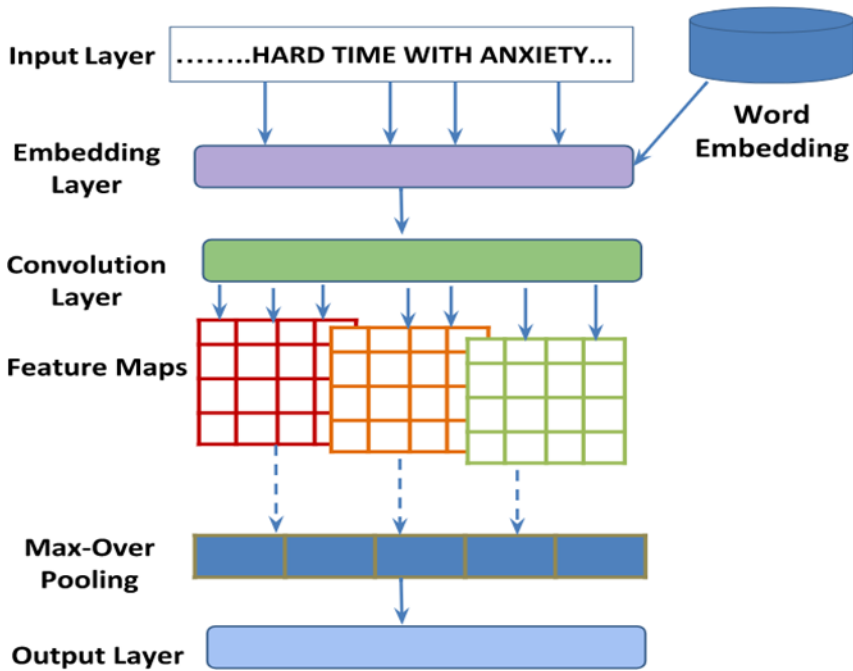 Input Layer
........HARD TIME WITH ANXIETY...
Word
Embedding
Embedding
Layer
Convolution
Layer
Feature Maps
Max-Over
Pooling
Output Layer